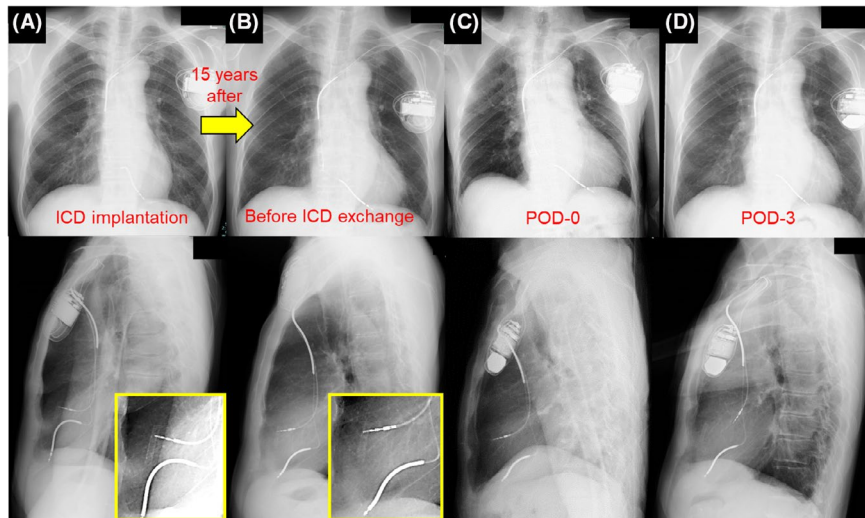 (A)
(B)
(C)
(D)
15 years
after
ICD implantation
Before ICD exchange
POD-0
POD-3